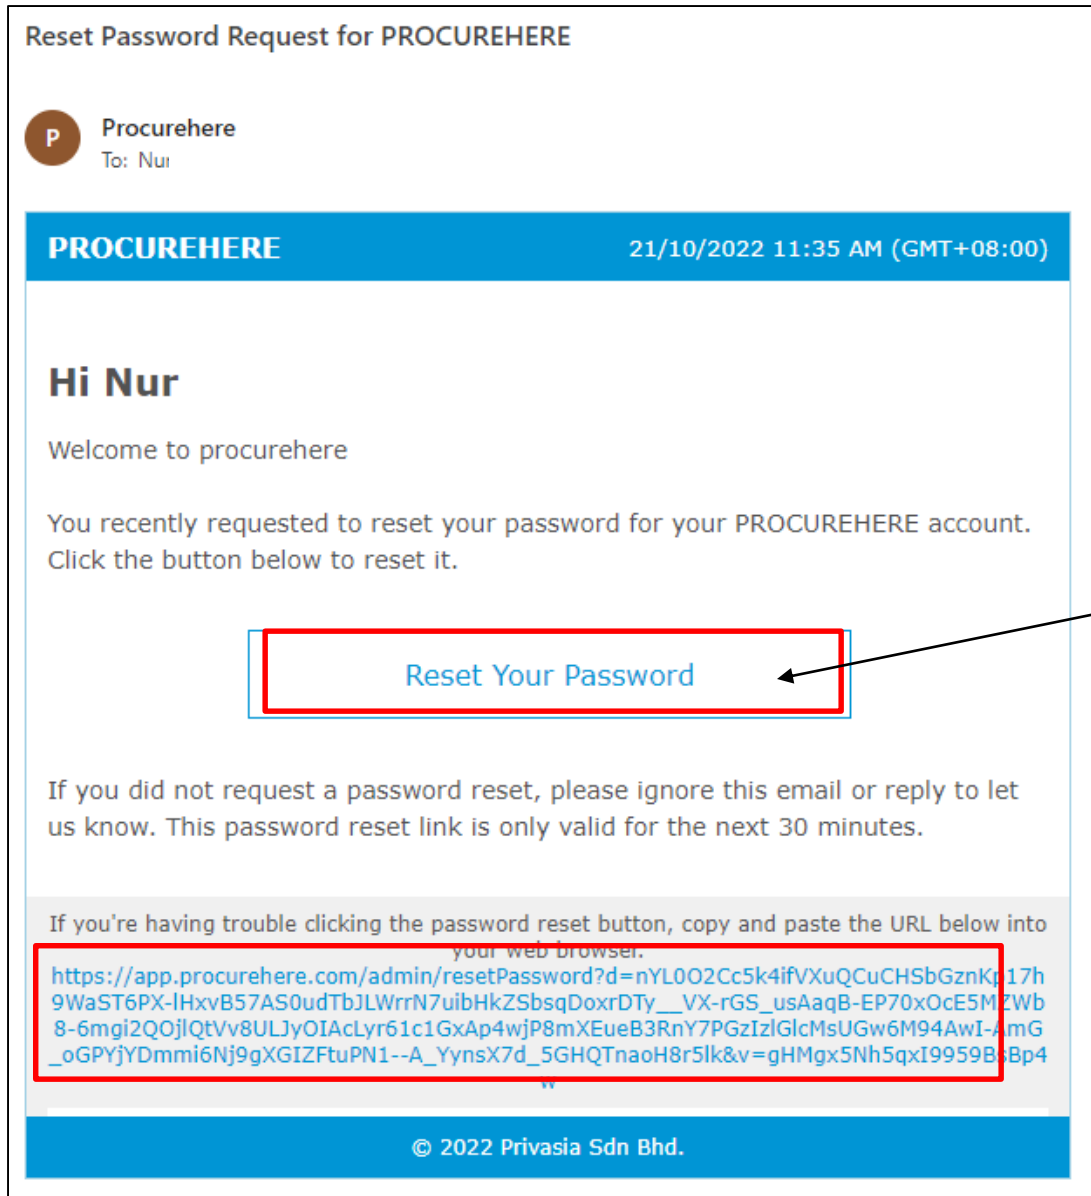 Reset Password Request for PROCUREHERE
P
Procurehere
To: Nur
PROCUREHERE
21/10/2022 11:35 AM (GMT+08:00)
Hi Nur
Welcome to procurehere
You recently requested to reset your password for your PROCUREHERE account.
Click the button below to reset it.
Reset Your Password
If you did not request a password reset, please ignore this email or reply to let
us know. This password reset link is only valid for the next 30 minutes.
If you're having trouble clicking the password reset button, copy and paste the URL below into
your web browser.
https://app.procurehere.com/admin/resetPassword?d=nYL0O2Cc5k4ifVXuQCuCHSbGznKp17h
9WaST6PX-lHxvB57AS0udTbJLWrrN7uibHkZSbsqDoxrDTy__VX-rGS_usAaqB-EP70xOcE5MZWb
8-6mgi2QOjlQtVv8ULJyOIAcLyr61c1GxAp4wjP8mXEueB3RnY7PGzIzlGlcMsUGw6M94AwI-AmG
_oGPYjYDmmi6Nj9gXGIZFtuPN1--A_YynsX7d_5GHQTnaoH8r5lk&v=gHMgx5Nh5qxI9959BsBp4
w
© 2022 Privasia Sdn Bhd.